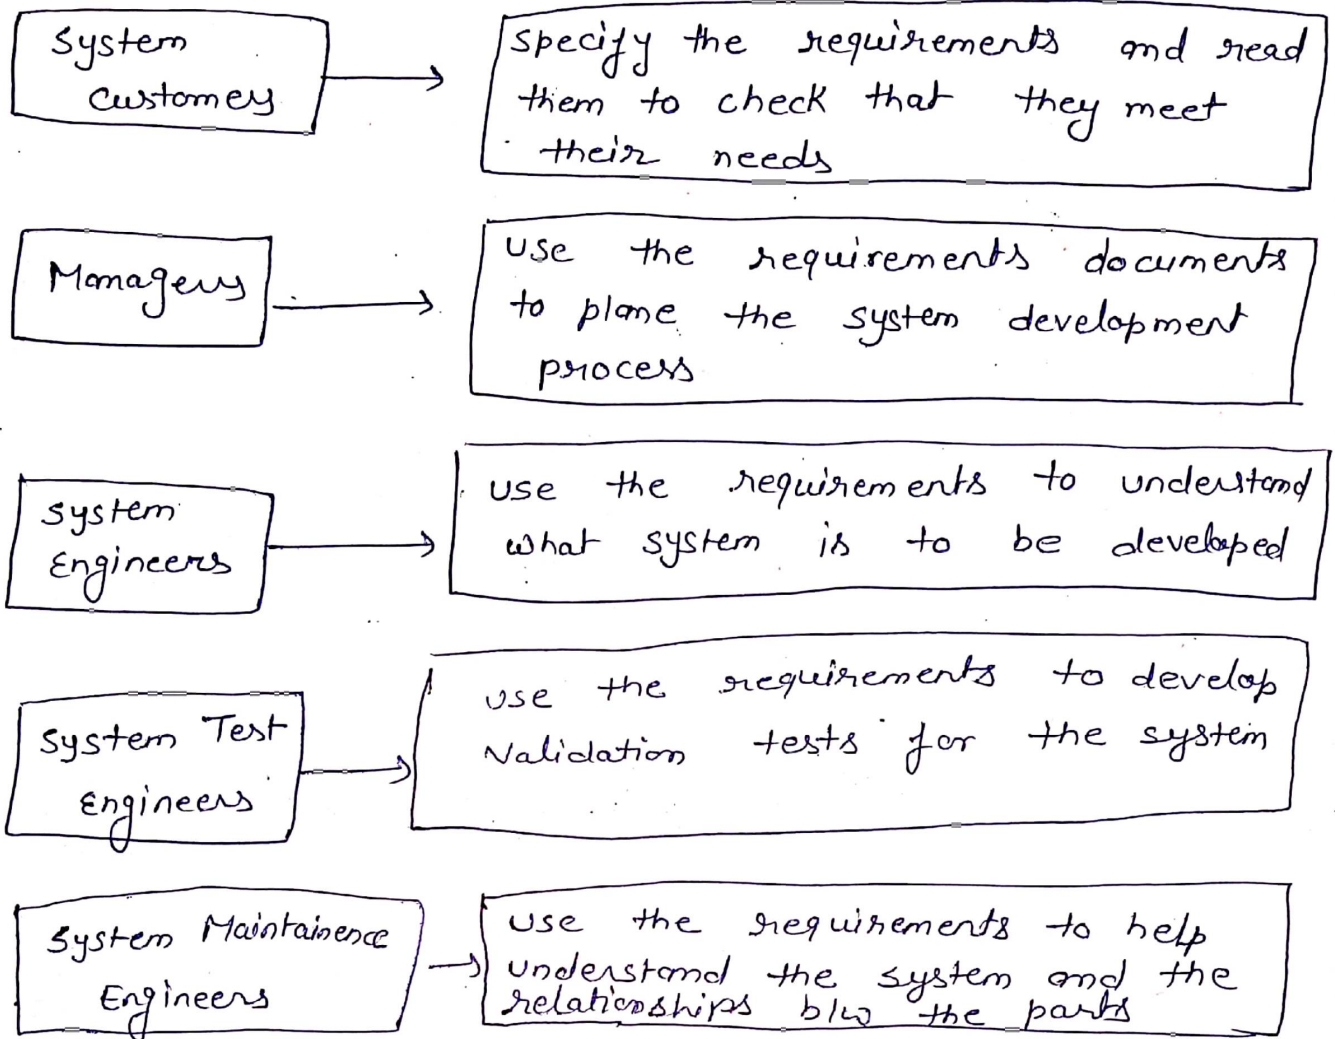 System
customers
specify the requirements and read
them to check that they meet
their needs
Managers
use the requirements documents
to plane the system development
process
System
Engineers
use the requirements to understand
what system is to be developed
System Test
Engineers
use the requirements to develop
Validation tests for the system
System Maintainence
Engineers
use the requirements to help
understand the system and the
relationships b/w the parts